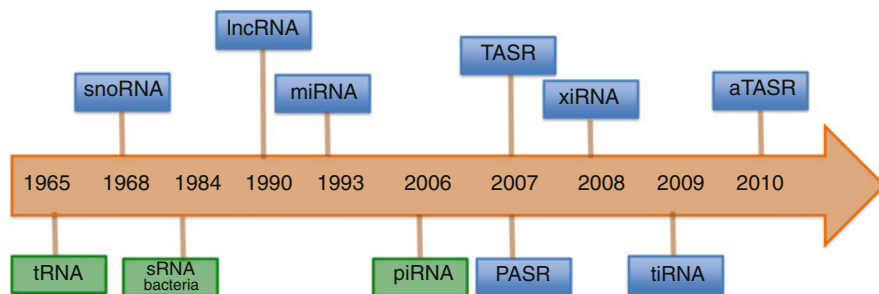 lncRNA
TASR
snoRNA
miRNA
xiRNA
aTASR
1965 1968 1984 1990 1993 2006 2007 2008 2009 2010
tRNA
sRNA
bacteria
piRNA
PASR
tiRNA